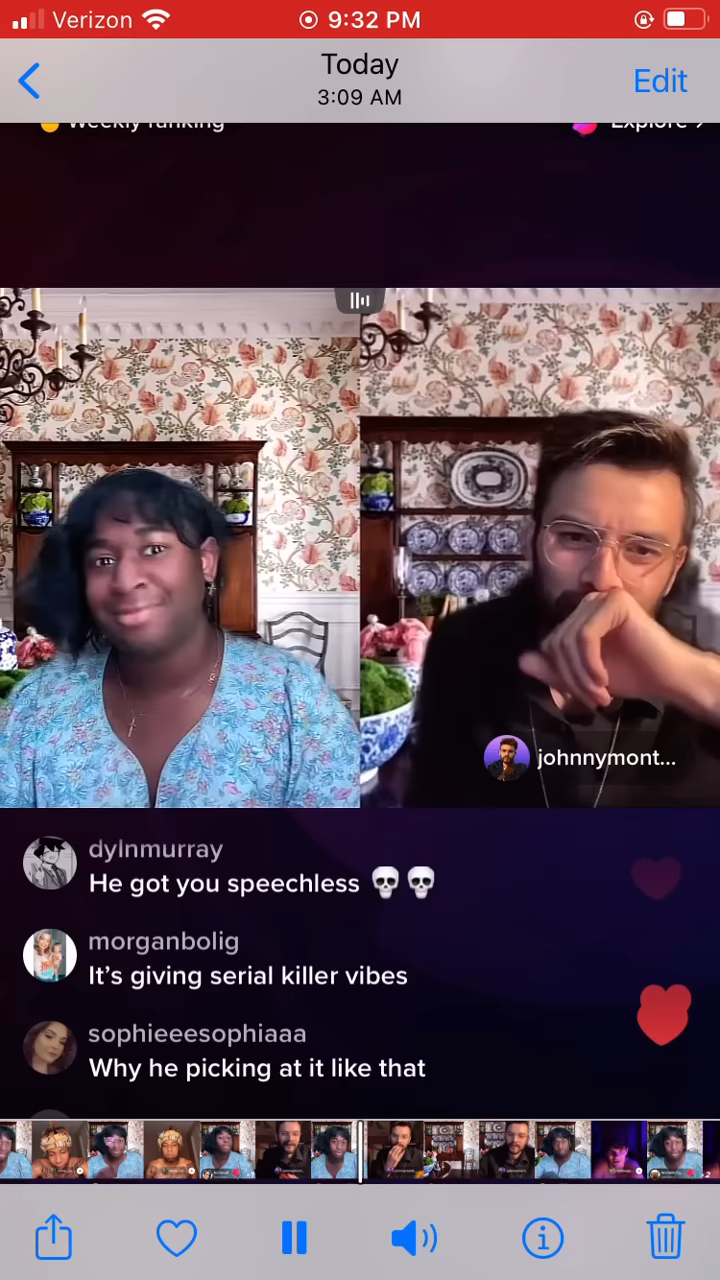 Verizon 9:32 PM
Today
3:09 AM
Edit
Weekly ranking
Explore
johnnymont...
dylnmurray
He got you speechless 💀💀
morganbolig
It’s giving serial killer vibes
sophieeesophiaaa
Why he picking at it like that